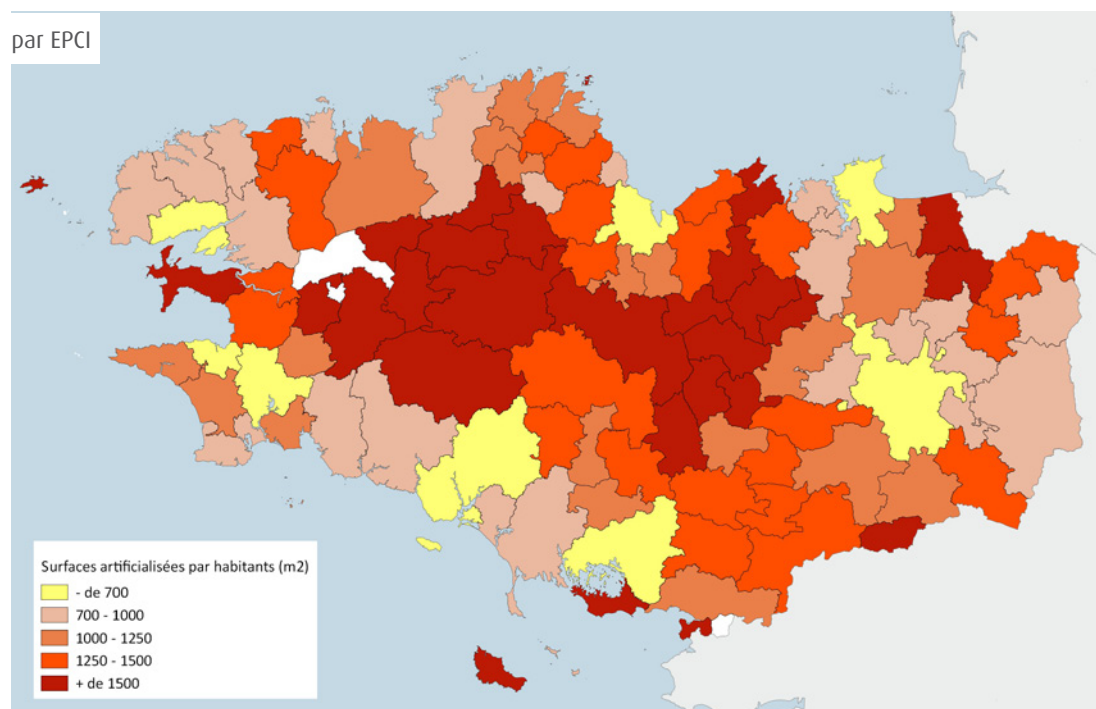 par EPCI
Surfaces artificialisées par habitants (m2)
- de 700
700 - 1000
1000 - 1250
1250 - 1500
+ de 1500